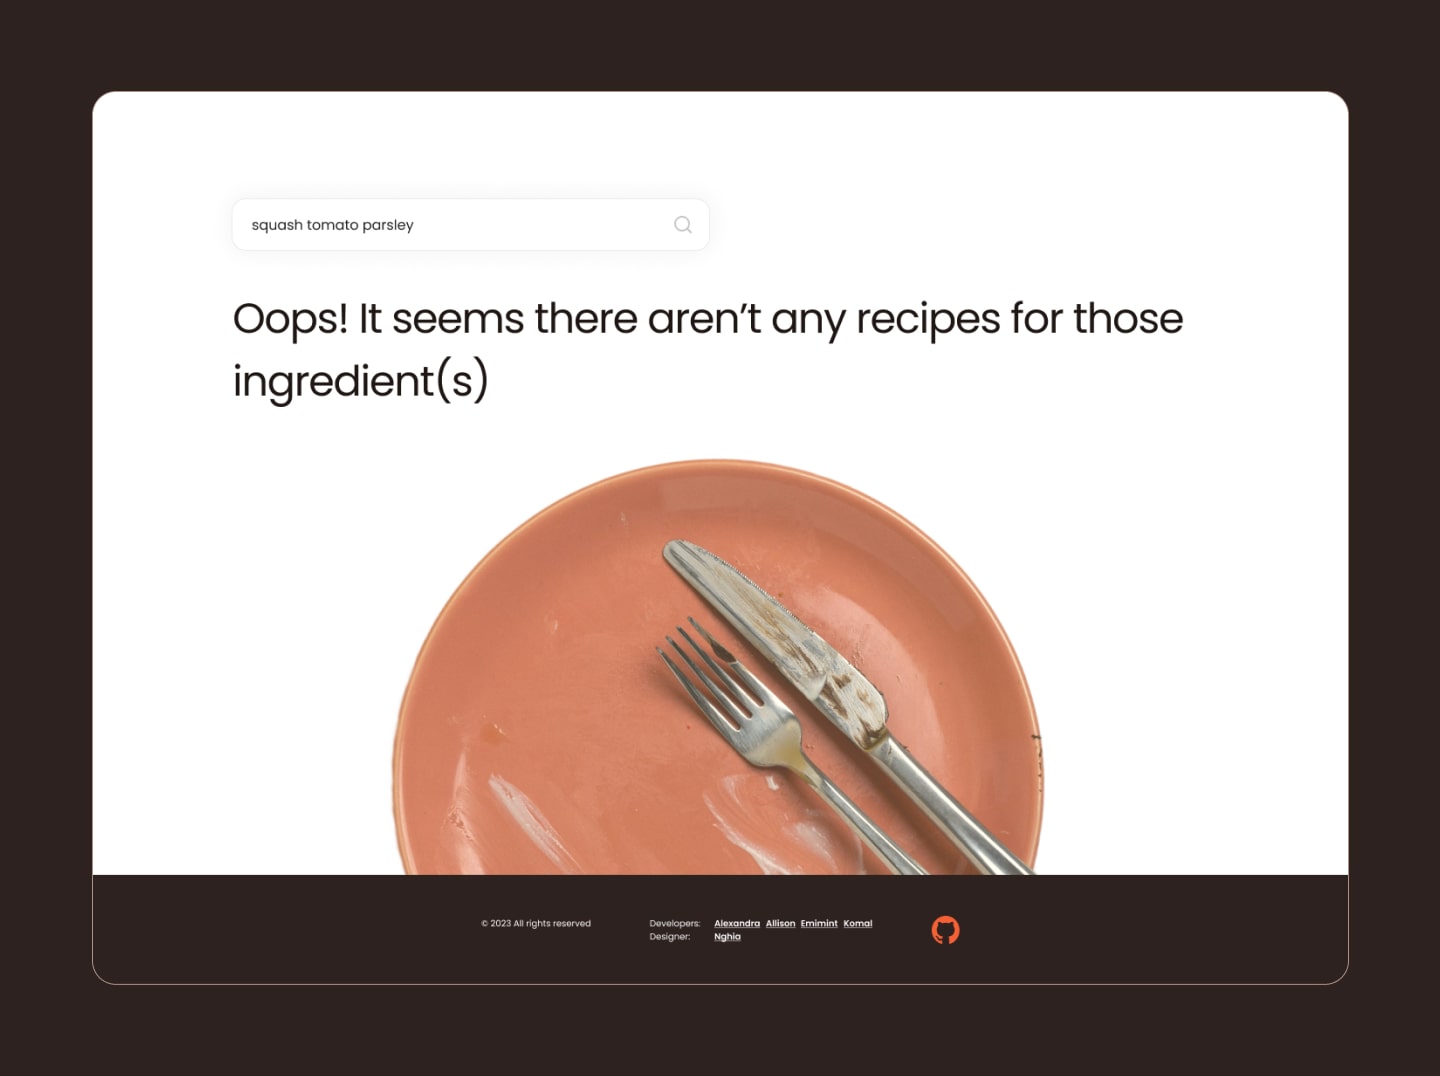 squash tomato parsley
Oops! It seems there aren’t any recipes for those
ingredient(s)
© 2023 All rights reserved
Developers: Alexandra Allison Emimint Komal
Designer: Nghia